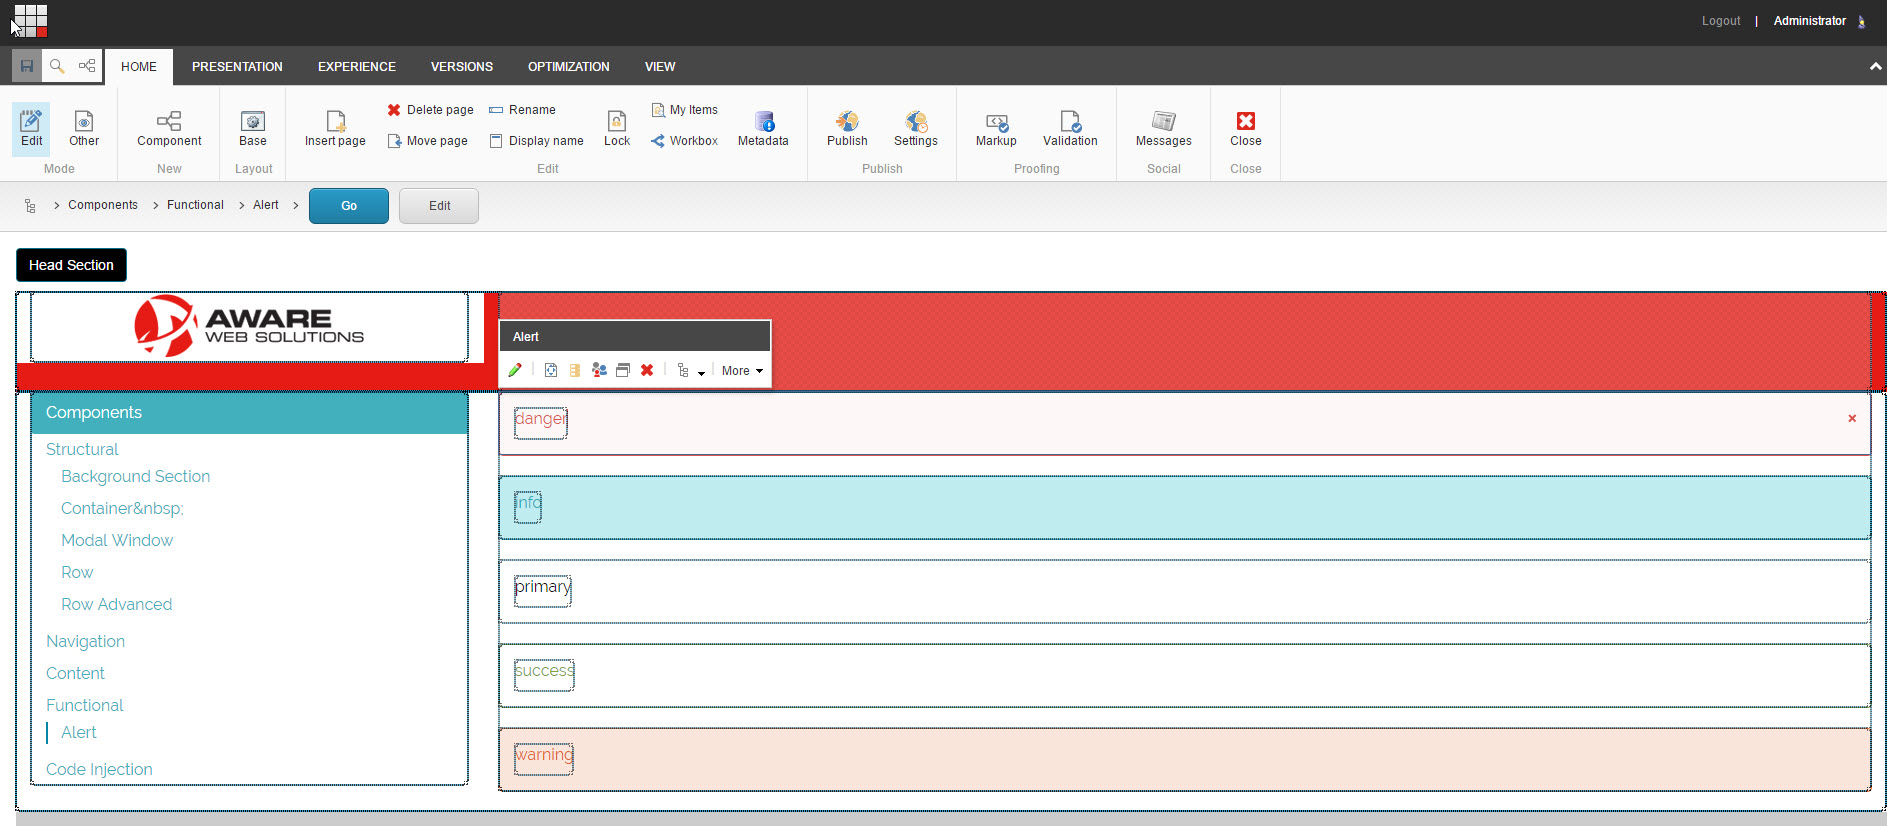 Logout | Administrator
HOME PRESENTATION EXPERIENCE VERSIONS OPTIMIZATION VIEW
Delete page Rename My Items
Edit Other Component Base Insert page Move page Display name Lock Workbox Metadata Publish Settings Markup Validation Messages Close
Mode New Layout Edit Publish Proofing Social Close
Components Functional Alert Go Edit
Head Section
AWARE
WEB SOLUTIONS
Alert
More
Components
Structural
Background Section
Container&nbsp;
Modal Window
Row
Row Advanced
Navigation
Content
Functional
Alert
Code Injection
danger
info
primary
success
warning